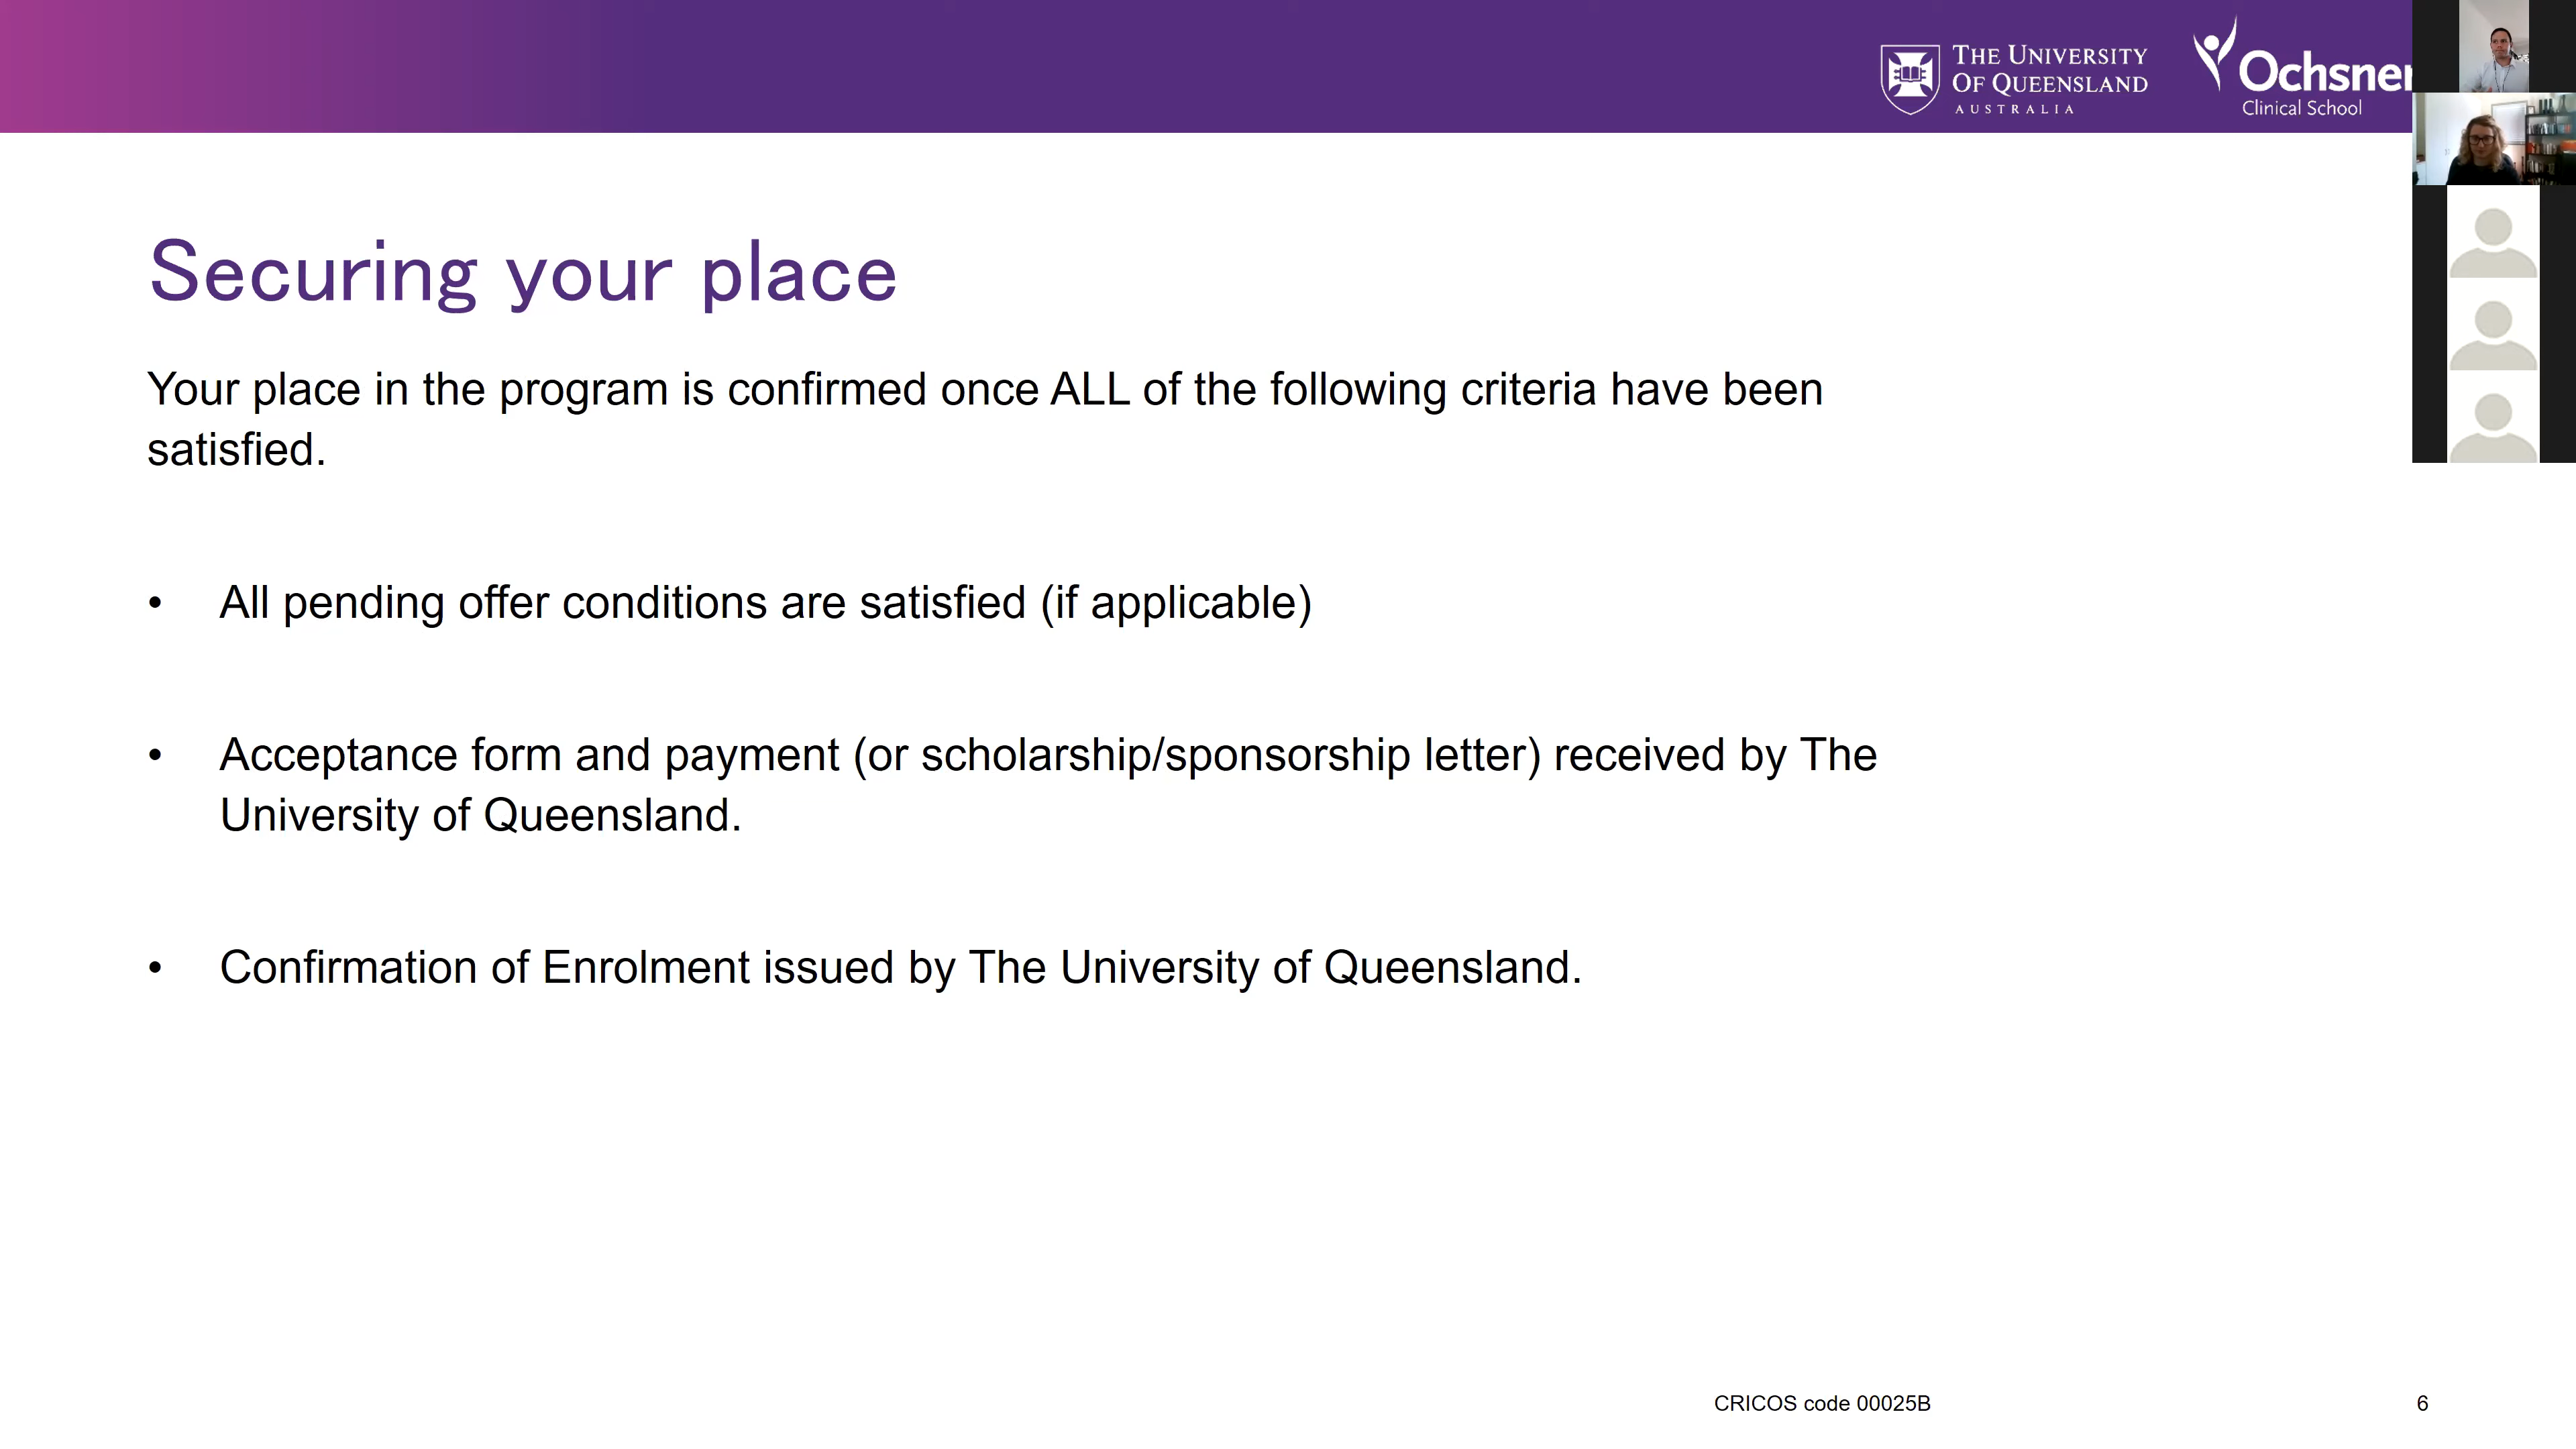 THE UNIVERSITY
OF QUEENSLAND
AUSTRALIA
Ochsner
Clinical School
Securing your place
Your place in the program is confirmed once ALL of the following criteria have been
satisfied.
• All pending offer conditions are satisfied (if applicable)
• Acceptance form and payment (or scholarship/sponsorship letter) received by The
University of Queensland.
• Confirmation of Enrolment issued by The University of Queensland.
CRICOS code 00025B
6